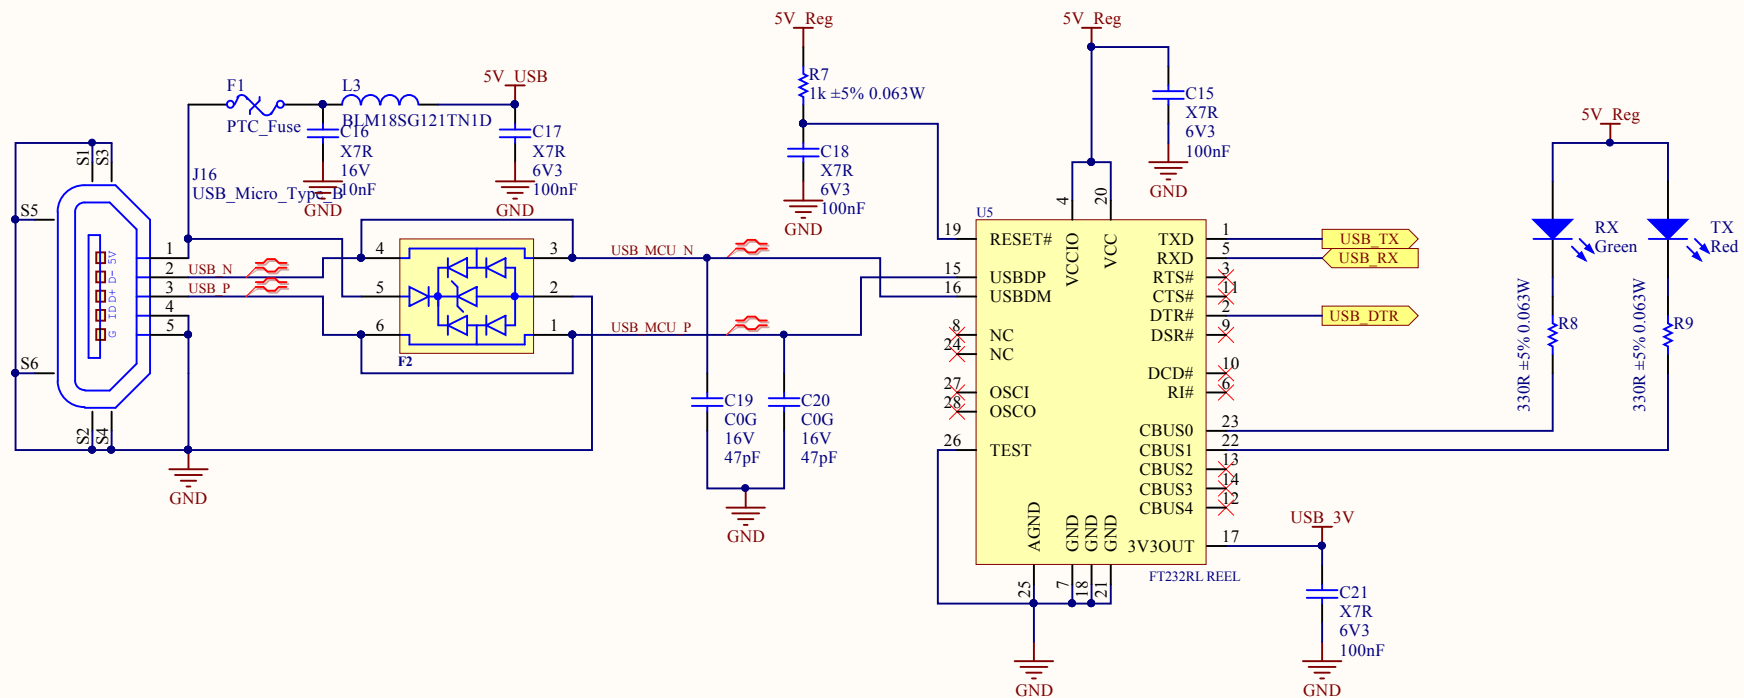 5V_Reg
5V_Reg
F1
PTC_Fuse
L3
BLM18SG121TN1D
5V_USB
C16
X7R
16V
10nF
GND
C17
X7R
6V3
100nF
GND
R7
1k ±5% 0.063W
C18
X7R
6V3
100nF
GND
C15
X7R
6V3
100nF
GND
5V_Reg
J16
USB_Micro_Type_B
S1
S3
S5
S6
S2
S4
5V
D-
D+
ID
G
1
2
3
4
5
USB_N
USB_P
GND
4
5
6
3
2
1
F2
USB_MCU_N
USB_MCU_P
C19
C0G
16V
47pF
C20
C0G
16V
47pF
GND
U5
4
20
VCCIO
VCC
19 RESET#
15 USBDP
16 USBDM
8 NC
24 NC
27 OSCI
28 OSCO
26 TEST
AGND
GND
GND
GND
25
7
18
21
GND
TXD 1
RXD 5
RTS# 3
CTS# 11
DTR# 2
DSR# 9
DCD# 10
RI# 6
CBUS0 23
CBUS1 22
CBUS2 13
CBUS3 14
CBUS4 12
3V3OUT 17
FT232RL REEL
USB_TX
USB_RX
USB_DTR
RX
Green
TX
Red
R8
330R ±5% 0.063W
R9
330R ±5% 0.063W
USB_3V
C21
X7R
6V3
100nF
GND